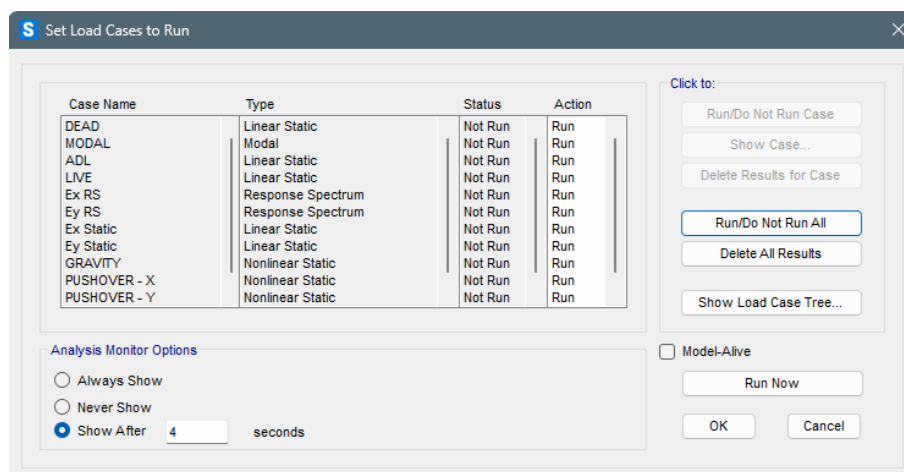 S Set Load Cases to Run
Click to:
Case Name Type Status Action
DEAD Linear Static Not Run Run
MODAL Modal Not Run Run
ADL Linear Static Not Run Run
LIVE Linear Static Not Run Run
Ex RS Response Spectrum Not Run Run
Ey RS Response Spectrum Not Run Run
Ex Static Linear Static Not Run Run
Ey Static Linear Static Not Run Run
GRAVITY Nonlinear Static Not Run Run
PUSHOVER - X Nonlinear Static Not Run Run
PUSHOVER - Y Nonlinear Static Not Run Run
Run/Do Not Run Case
Show Case...
Delete Results for Case
Run/Do Not Run All
Delete All Results
Show Load Case Tree...
Analysis Monitor Options
Always Show
Never Show
Show After 4 seconds
Model-Alive
Run Now
OK Cancel